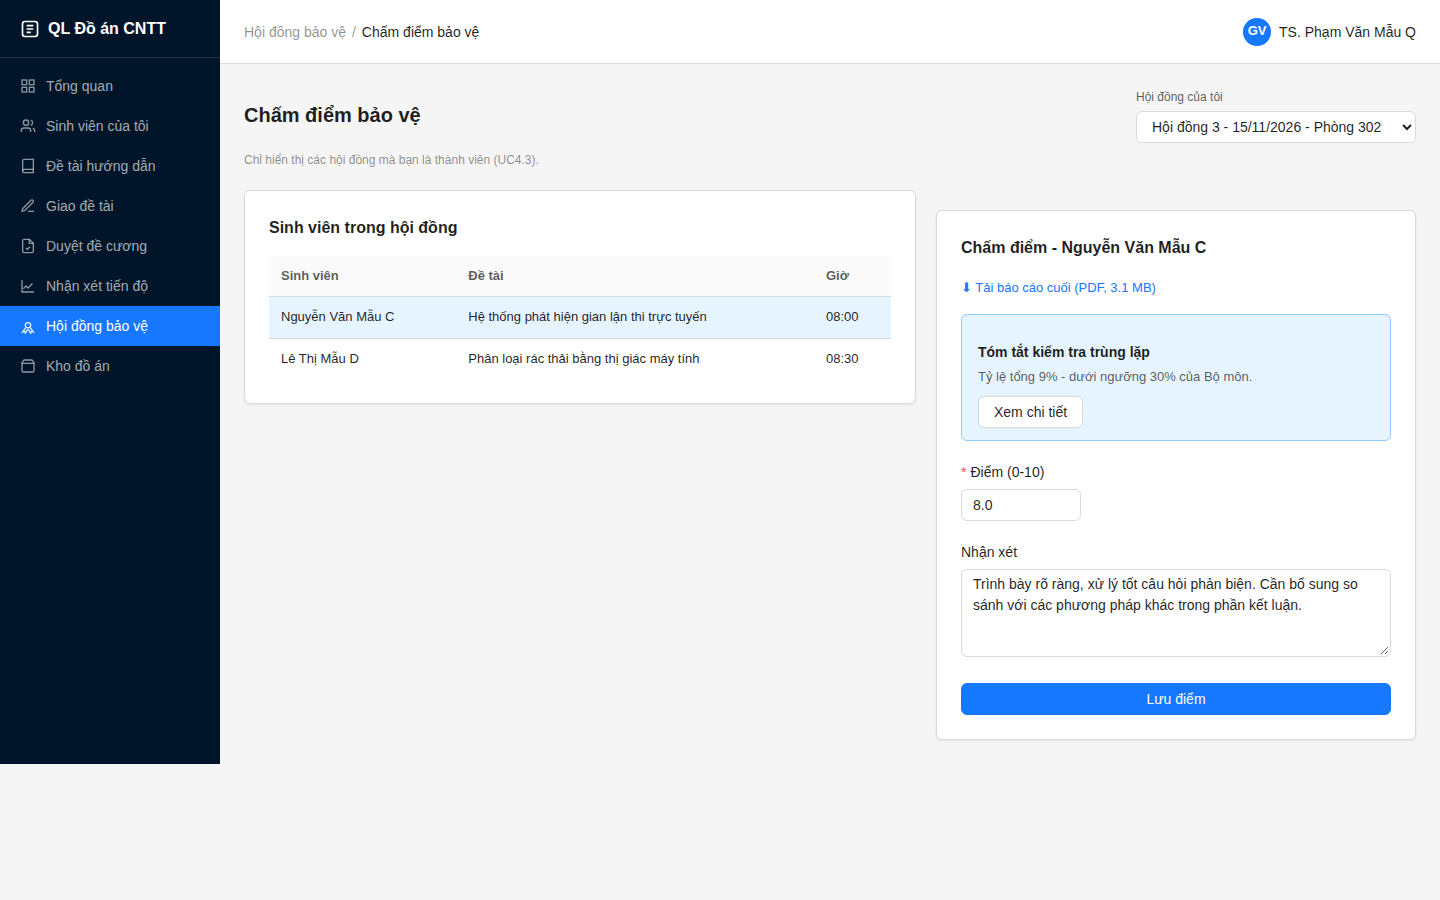 QL Đồ án CNTT
Tổng quan
Sinh viên của tôi
Đề tài hướng dẫn
Giao đề tài
Duyệt đề cương
Nhận xét tiến độ
Hội đồng bảo vệ
Kho đồ án
Hội đồng bảo vệ / Chấm điểm bảo vệ
GV TS. Phạm Văn Mẫu Q
Chấm điểm bảo vệ
Hội đồng của tôi
Hội đồng 3 - 15/11/2026 - Phòng 302
Chỉ hiển thị các hội đồng mà bạn là thành viên (UC4.3).
Sinh viên trong hội đồng
Sinh viên Đề tài Giờ
Nguyễn Văn Mẫu C Hệ thống phát hiện gian lận thi trực tuyến 08:00
Lê Thị Mẫu D Phân loại rác thải bằng thị giác máy tính 08:30
Chấm điểm - Nguyễn Văn Mẫu C
⬇ Tải báo cáo cuối (PDF, 3.1 MB)
Tóm tắt kiểm tra trùng lặp
Tỷ lệ tổng 9% - dưới ngưỡng 30% của Bộ môn.
Xem chi tiết
* Điểm (0-10)
8.0
Nhận xét
Trình bày rõ ràng, xử lý tốt câu hỏi phản biện. Cần bổ sung so
sánh với các phương pháp khác trong phần kết luận.
Lưu điểm